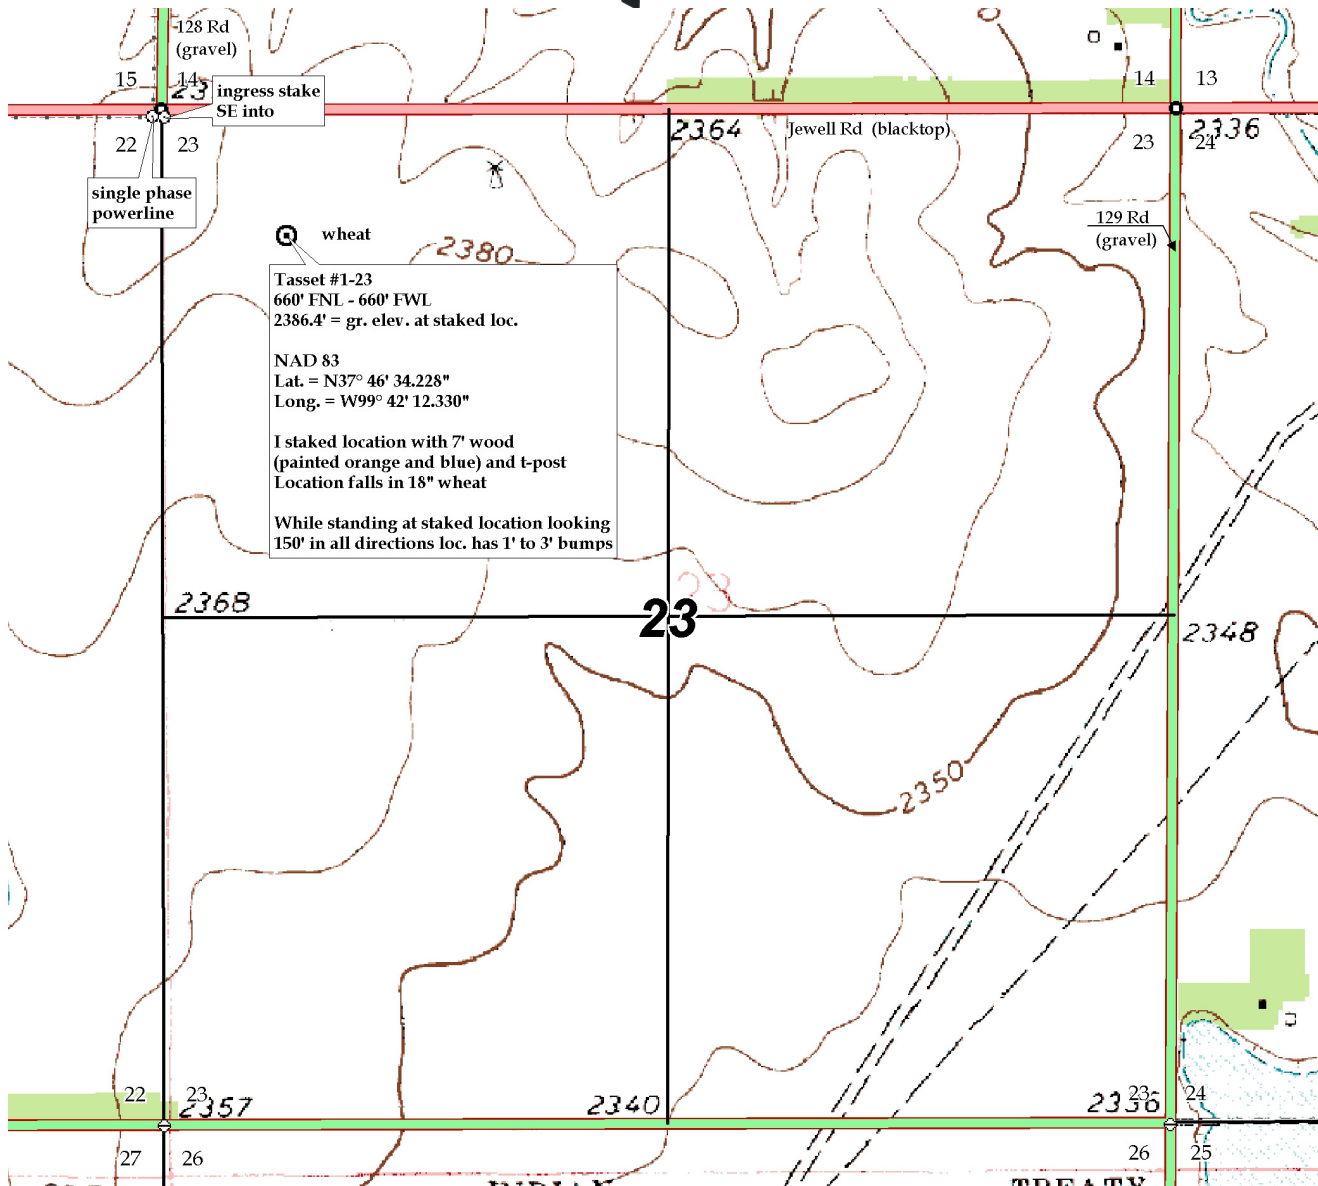 128 Rd
(gravel)
15
14
23
14
13
ingress stake
SE into
22
23
2364
Jewell Rd (blacktop)
23
24
2336
single phase
powerline
129 Rd
(gravel)
wheat
2380
Tasset #1-23
660' FNL - 660' FWL
2386.4' = gr. elev. at staked loc.
NAD 83
Lat. = N37° 46' 34.228"
Long. = W99° 42' 12.330"
I staked location with 7' wood
(painted orange and blue) and t-post
Location falls in 18" wheat
While standing at staked location looking
150' in all directions loc. has 1' to 3' bumps
23
2368
23
2348
2350
22
23
2357
2340
2336
23
24
27
26
26
25
INDIAN
TREATY